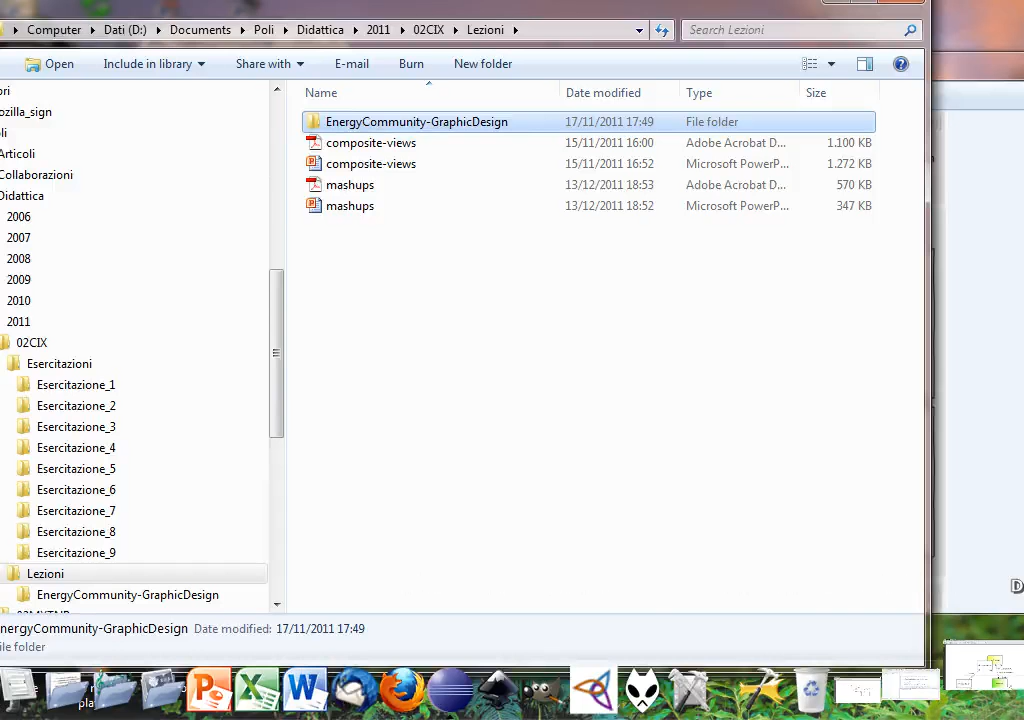 Computer Dati (D:) Documents Poli Didattica 2011 02CIX Lezioni
Search Lezioni
Open Include in library Share with E-mail Burn New folder
Name Date modified Type Size
EnergyCommunity-GraphicDesign 17/11/2011 17:49 File folder
composite-views 15/11/2011 16:00 Adobe Acrobat D... 1.100 KB
composite-views 15/11/2011 16:52 Microsoft PowerP... 1.272 KB
mashups 13/12/2011 18:53 Adobe Acrobat D... 570 KB
mashups 13/12/2011 18:52 Microsoft PowerP... 347 KB
ori
ozilla_sign
li
Articoli
Collaborazioni
Didattica
2006
2007
2008
2009
2010
2011
02CIX
Esercitazioni
Esercitazione_1
Esercitazione_2
Esercitazione_3
Esercitazione_4
Esercitazione_5
Esercitazione_6
Esercitazione_7
Esercitazione_8
Esercitazione_9
Lezioni
EnergyCommunity-GraphicDesign
nergyCommunity-GraphicDesign Date modified: 17/11/2011 17:49
ile folder